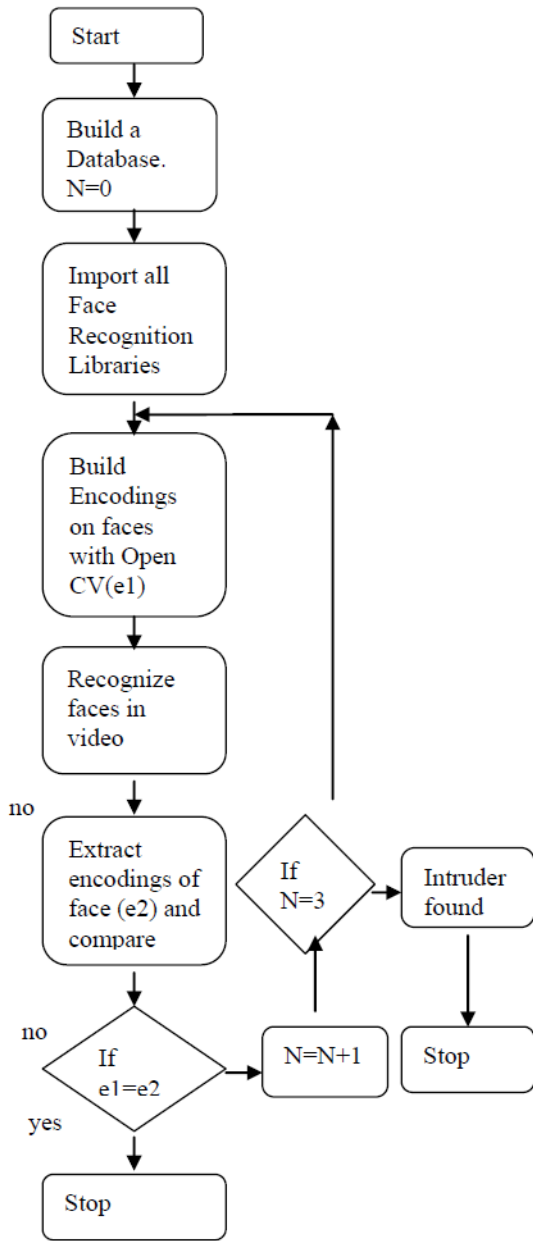 Start
Build a
Database.
N=0
Import all
Face
Recognition
Libraries
Build
Encodings
on faces
with Open
CV(e1)
Recognize
faces in
video
no
Extract
encodings of
face (e2) and
compare
If
N=3
Intruder
found
no
If
e1=e2
N=N+1
Stop
yes
Stop